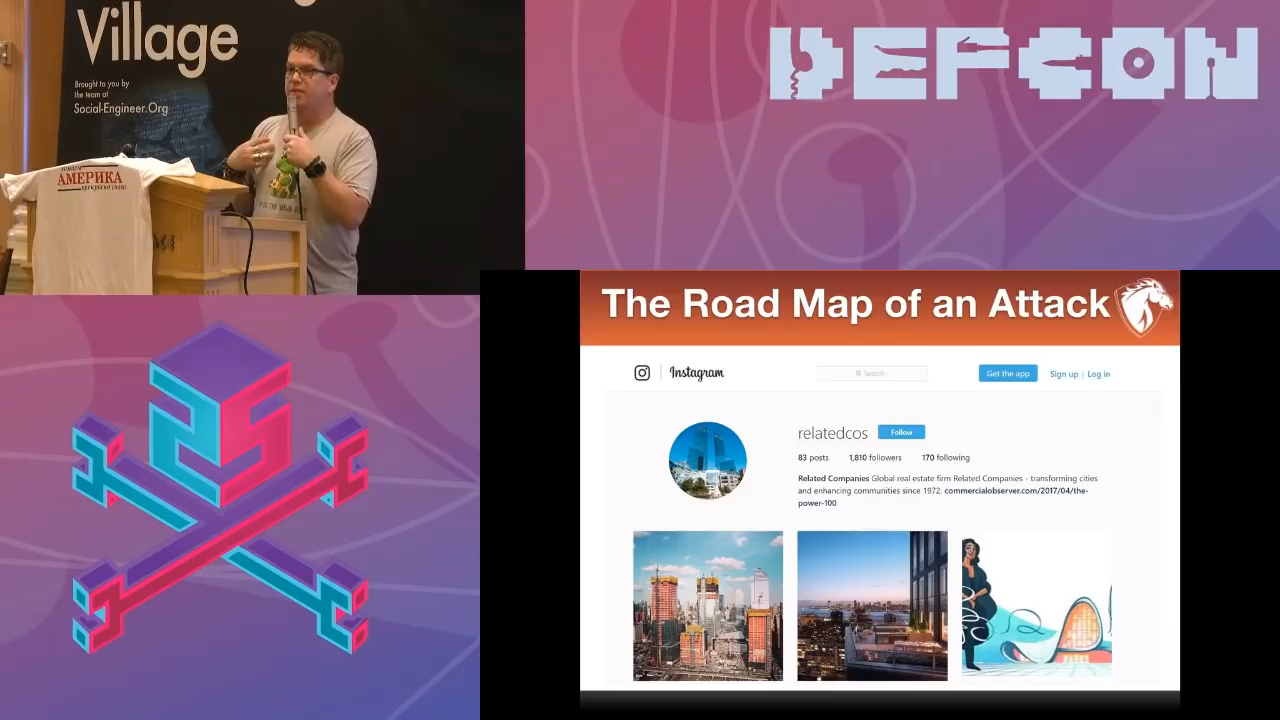 Village
Brought to you by
the team at
Social-Engineer.Org
АМЕРИКА
DEFCON
The Road Map of an Attack
Instagram
Search
Get the app
Sign up | Log in
relatedcos
Follow
83 posts 1,810 followers 170 following
Related Companies Global real estate firm Related Companies - transforming cities
and enhancing communities since 1972. commercialobserver.com/2017/04/the-
power-100